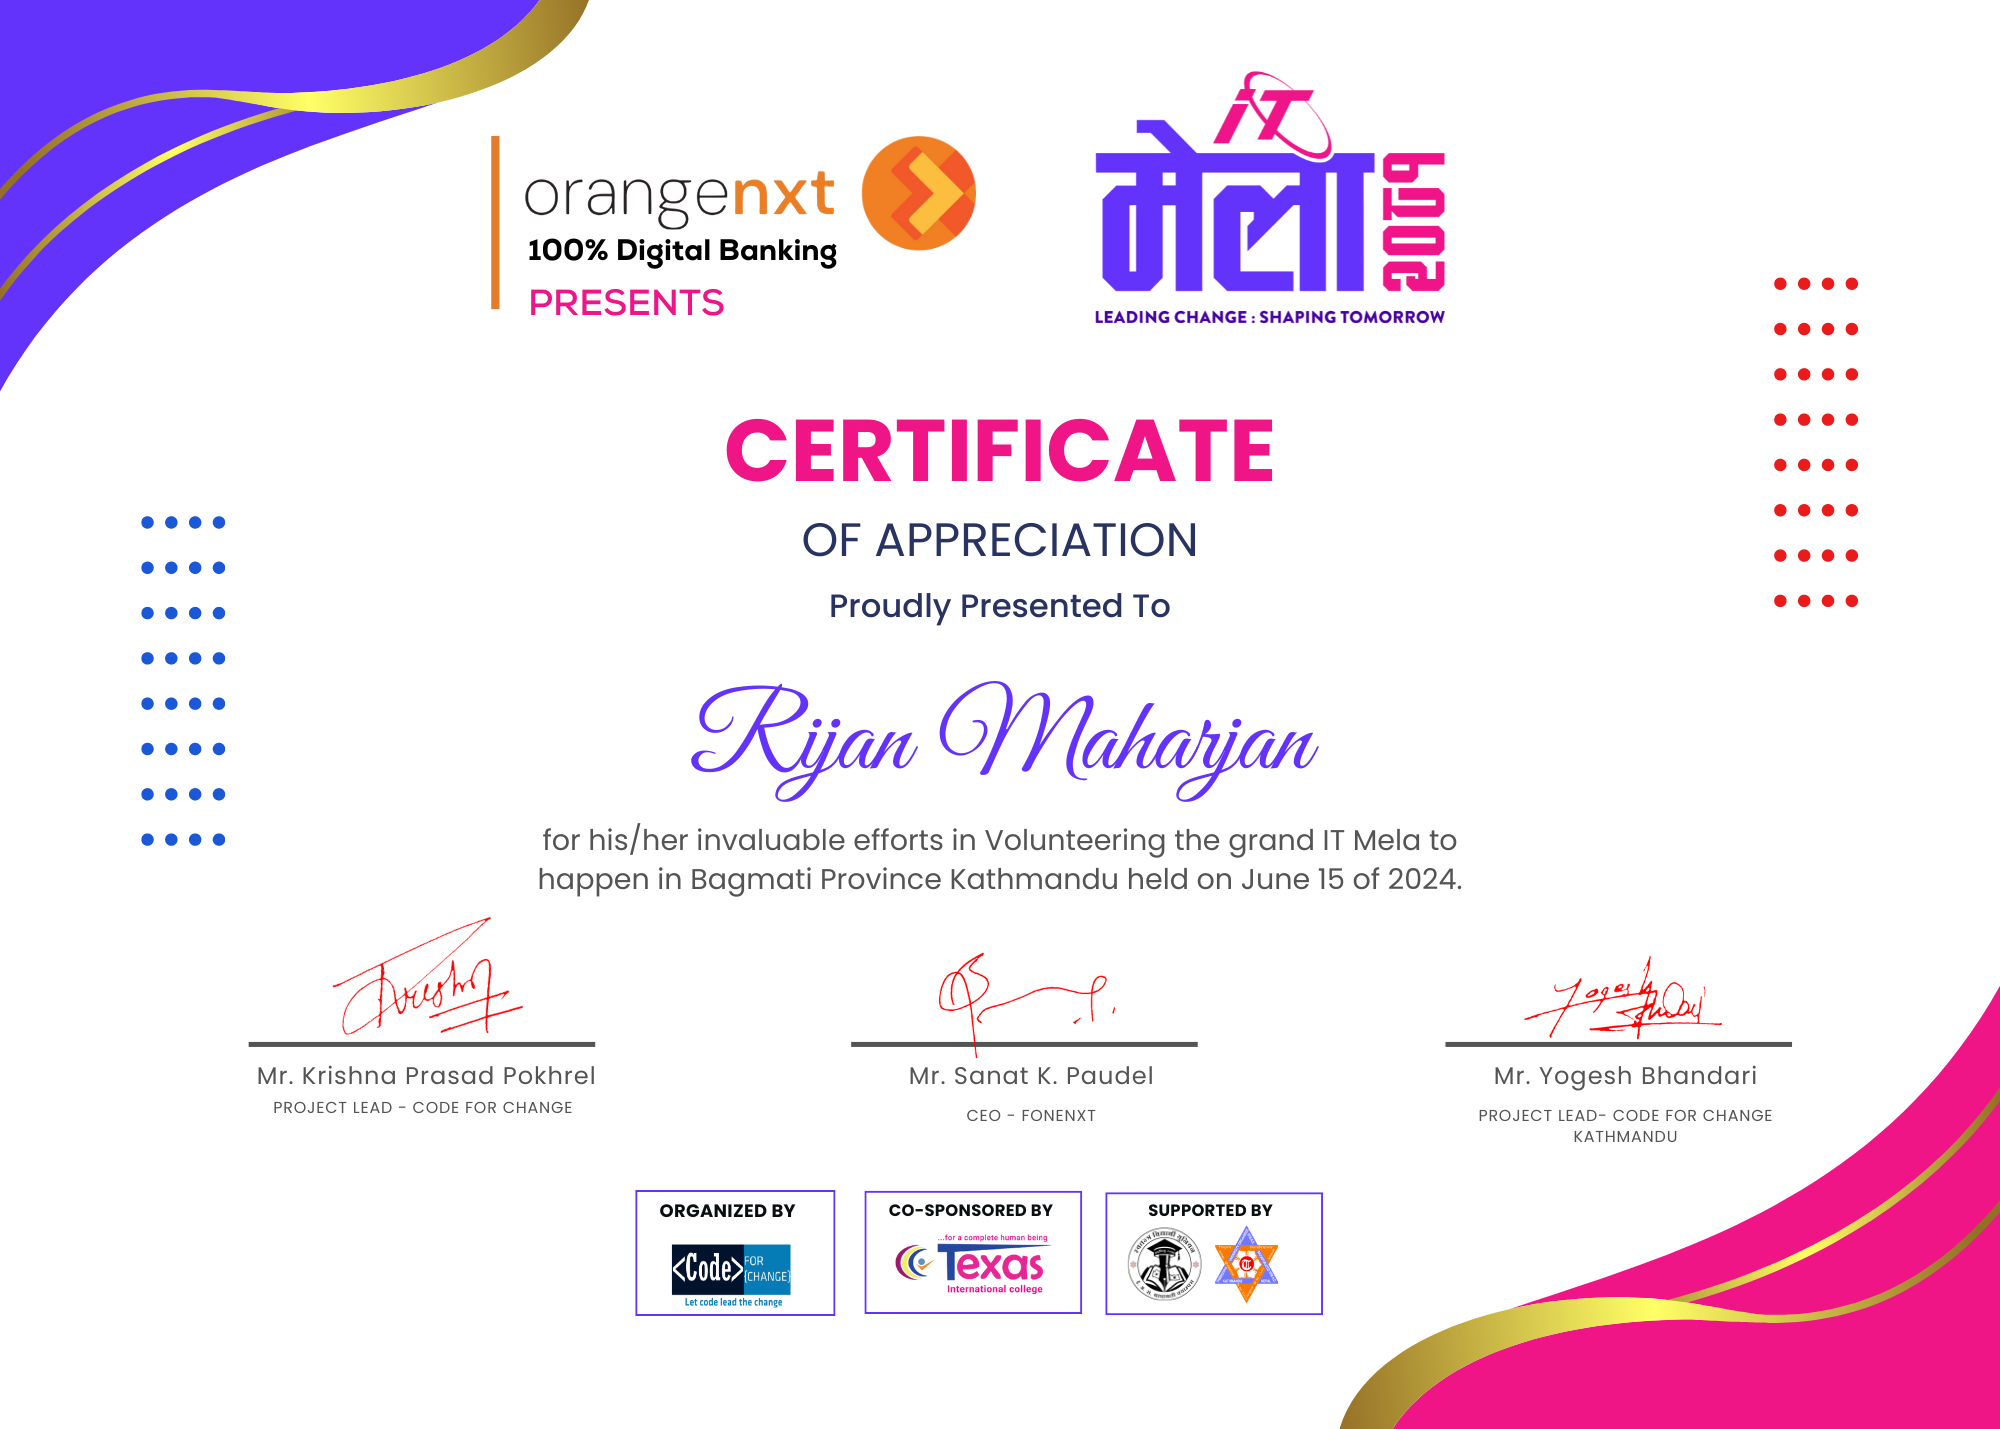 orangenxt
100% Digital Banking
PRESENTS
iT
मेला
२०८१
LEADING CHANGE : SHAPING TOMORROW
CERTIFICATE
OF APPRECIATION
Proudly Presented To
Rijan Maharjan
for his/her invaluable efforts in Volunteering the grand IT Mela to
happen in Bagmati Province Kathmandu held on June 15 of 2024.
Mr. Krishna Prasad Pokhrel
PROJECT LEAD - CODE FOR CHANGE
Mr. Sanat K. Paudel
CEO - FONENXT
Mr. Yogesh Bhandari
PROJECT LEAD- CODE FOR CHANGE
KATHMANDU
ORGANIZED BY
<Code> FOR {CHANGE}
Let code lead the change
CO-SPONSORED BY
...for a complete human being
Texas
International college
SUPPORTED BY